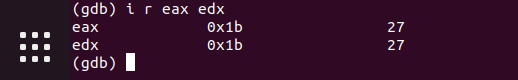 (gdb) i r eax edx
eax            0x1b                27
edx            0x1b                27
(gdb)